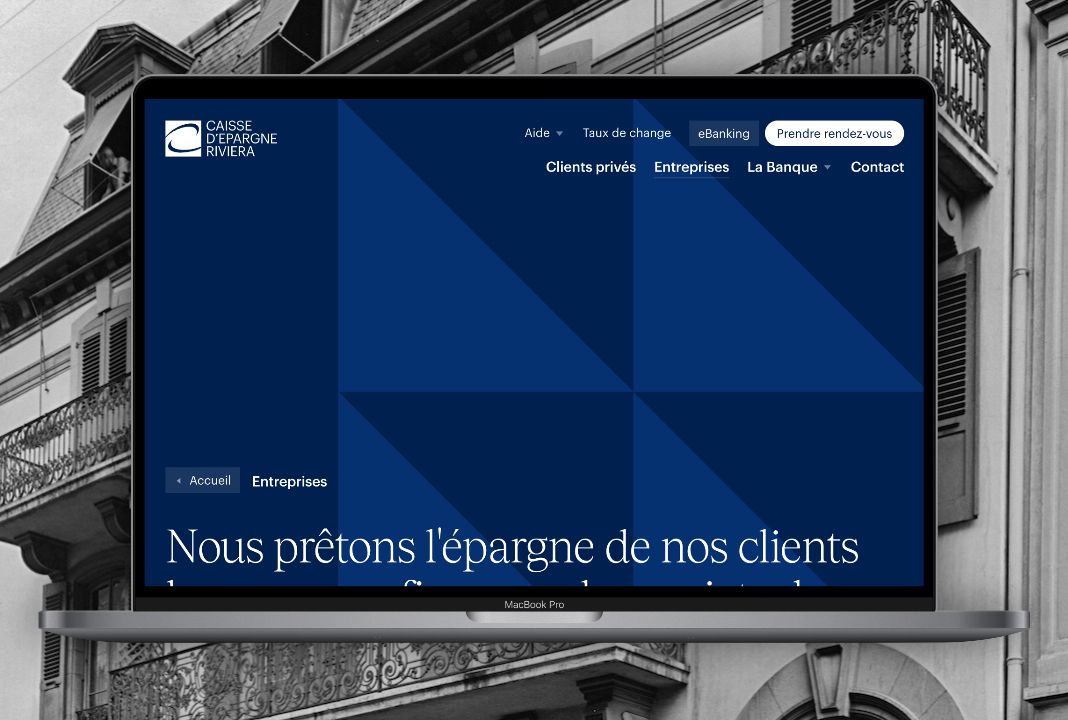 CAISSE
D'EPARGNE
RIVIERA
Aide
Taux de change
eBanking
Prendre rendez-vous
Clients privés
Entreprises
La Banque
Contact
Accueil
Entreprises
Nous prêtons l'épargne de nos clients
MacBook Pro